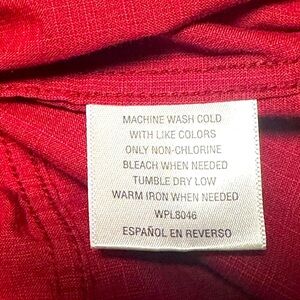 MACHINE WASH COLD
WITH LIKE COLORS
ONLY NON-CHLORINE
BLEACH WHEN NEEDED
TUMBLE DRY LOW
WARM IRON WHEN NEEDED
WPL8046
ESPAÑOL EN REVERSO